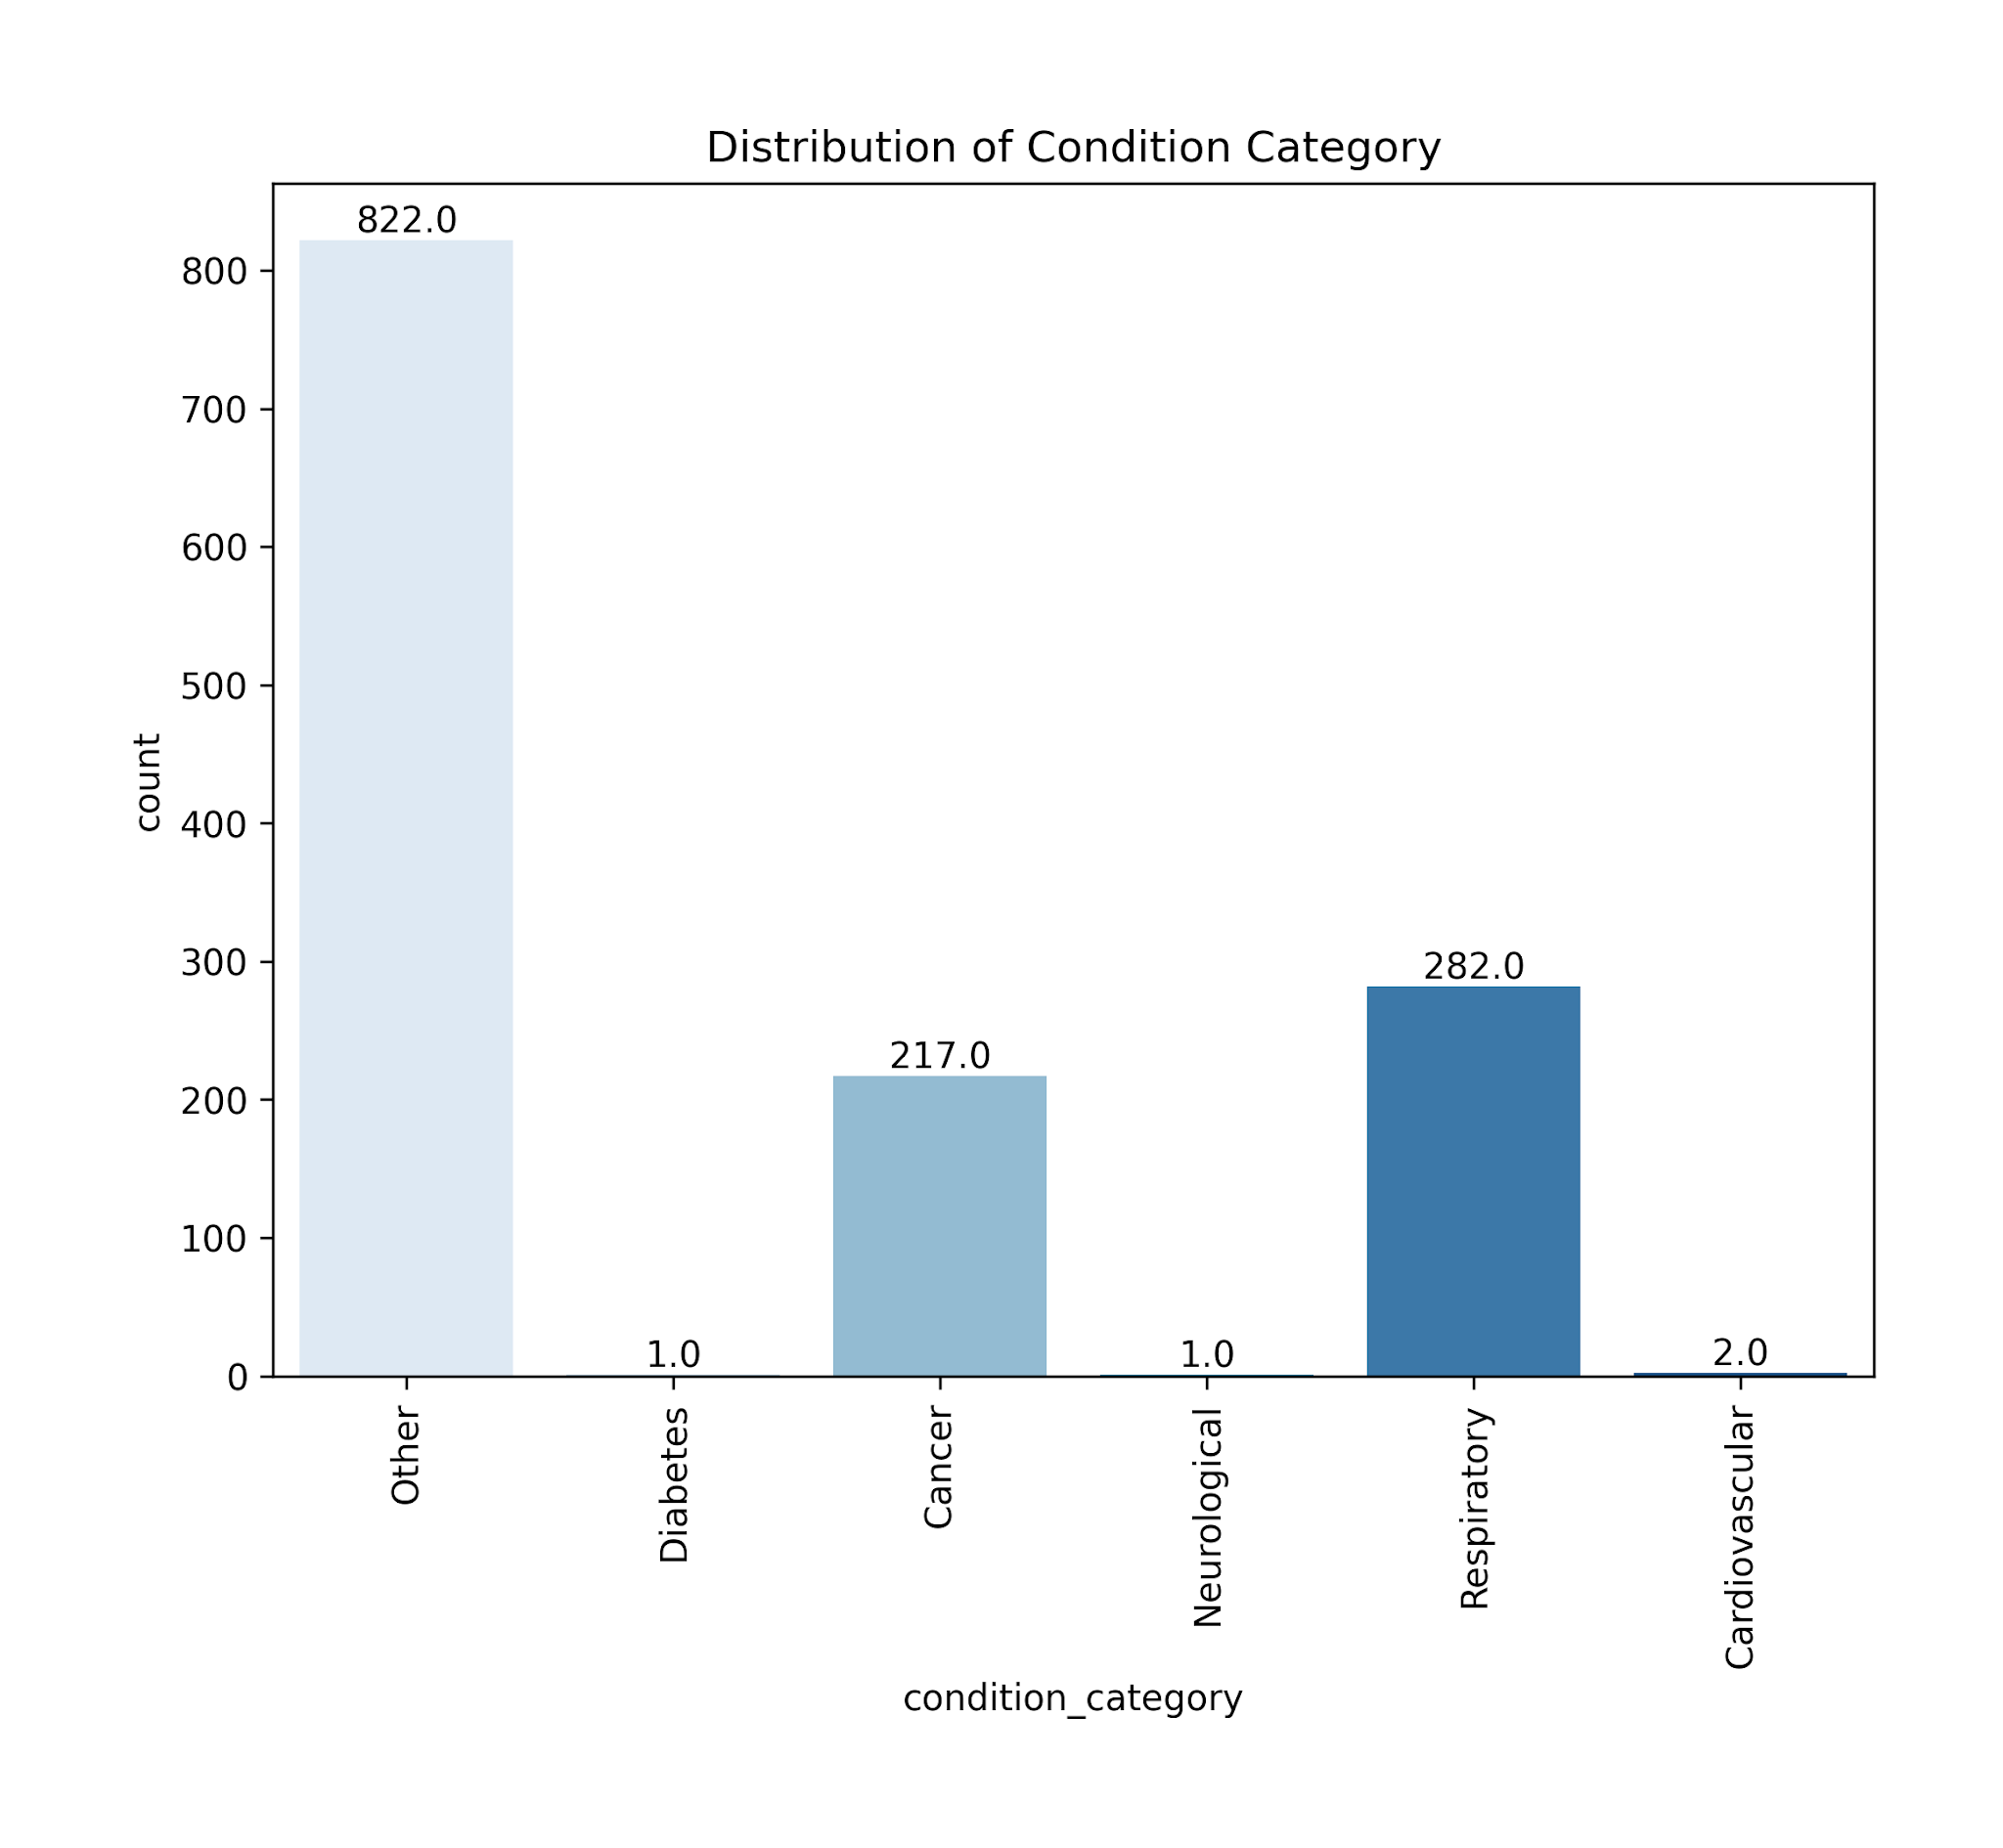 Distribution of Condition Category
822.0
800
700
600
500
400
300
200
100
0
count
1.0
217.0
1.0
282.0
2.0
Other
Diabetes
Cancer
Neurological
Respiratory
Cardiovascular
condition_category